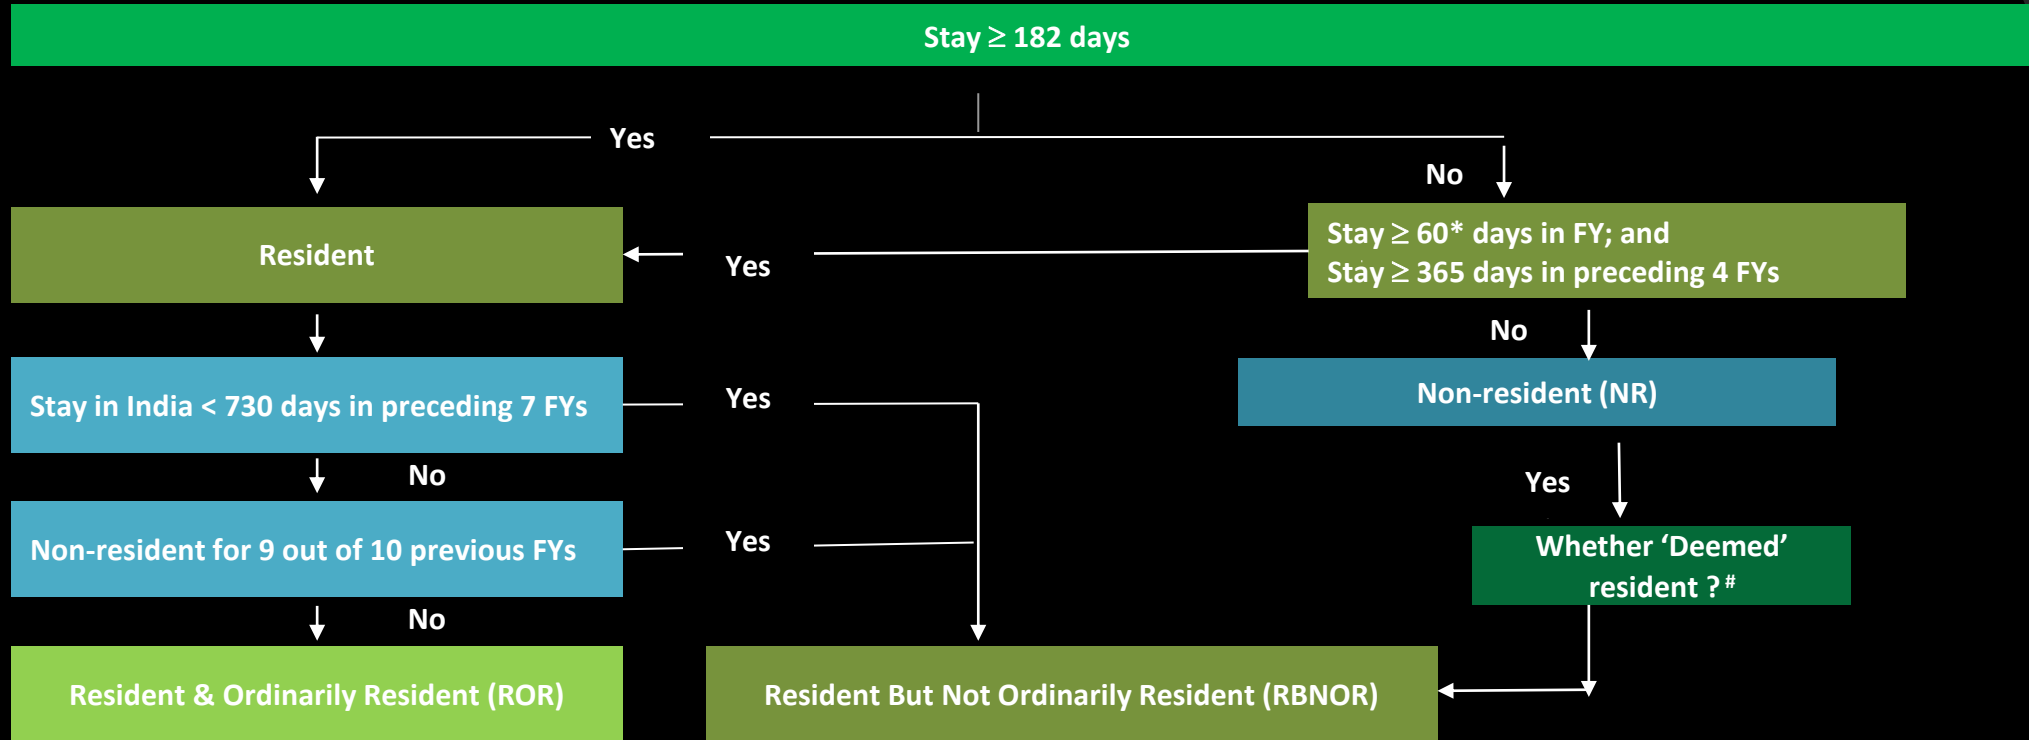 Stay ≥ 182 days
Yes
No
Resident
Yes
Stay ≥ 60* days in FY; and
Stay ≥ 365 days in preceding 4 FYs
No
Stay in India < 730 days in preceding 7 FYs
Yes
Non-resident (NR)
No
Yes
Non-resident for 9 out of 10 previous FYs
Yes
Whether ‘Deemed’
resident ? #
No
Resident & Ordinarily Resident (ROR)
Resident But Not Ordinarily Resident (RBNOR)